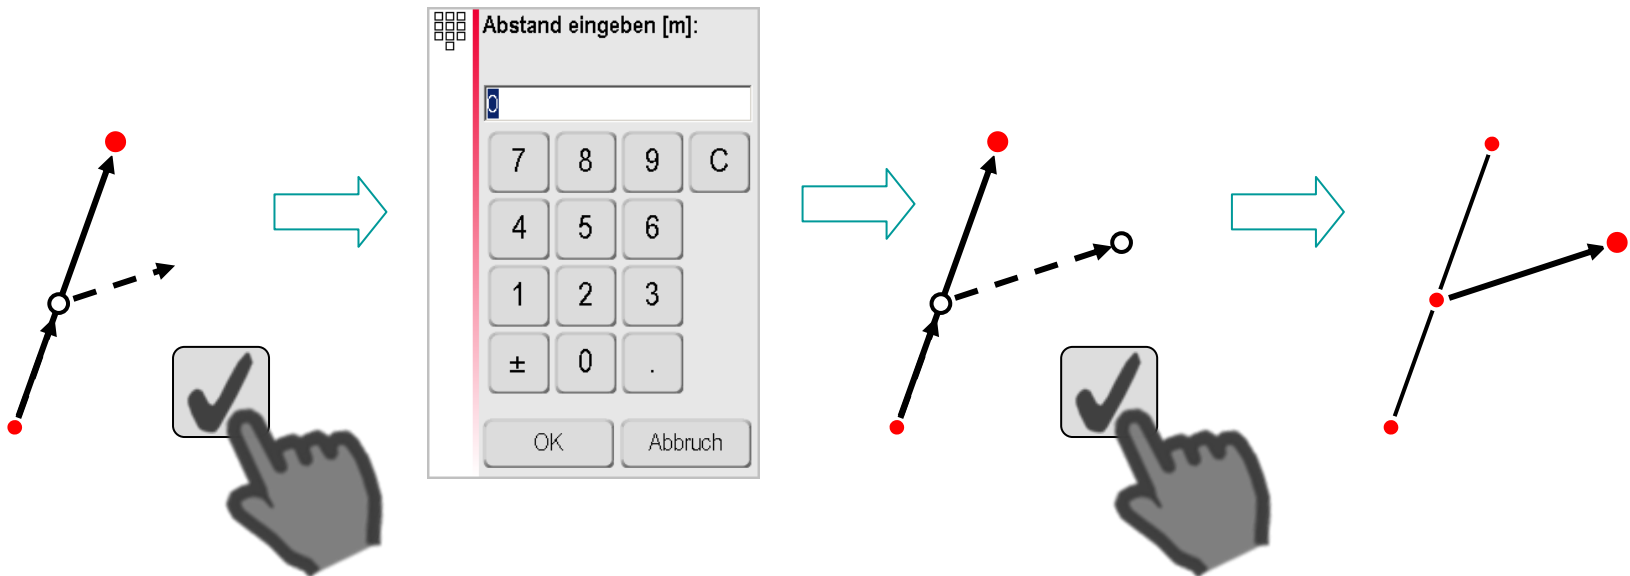 Abstand eingeben [m]:
0
7 8 9 C
4 5 6
1 2 3
± 0 .
OK Abbruch